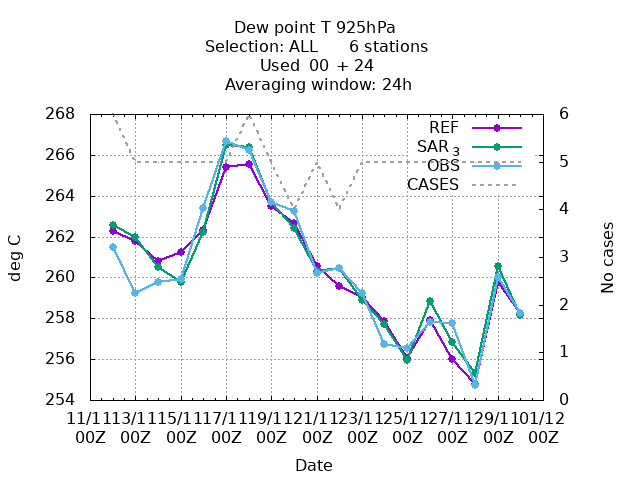 Dew point T 925hPa
Selection: ALL 6 stations
Used 00 + 24
Averaging window: 24h
268 6
REF
SAR 3
266 5
OBS
CASES
264 4
262 3
deg C
No cases
260 2
258
256 1
254 0
11/11 13/11 15/11 17/11 19/11 21/11 23/11 25/11 27/11 29/11 01/12
00Z 00Z 00Z 00Z 00Z 00Z 00Z 00Z 00Z 00Z 00Z
Date